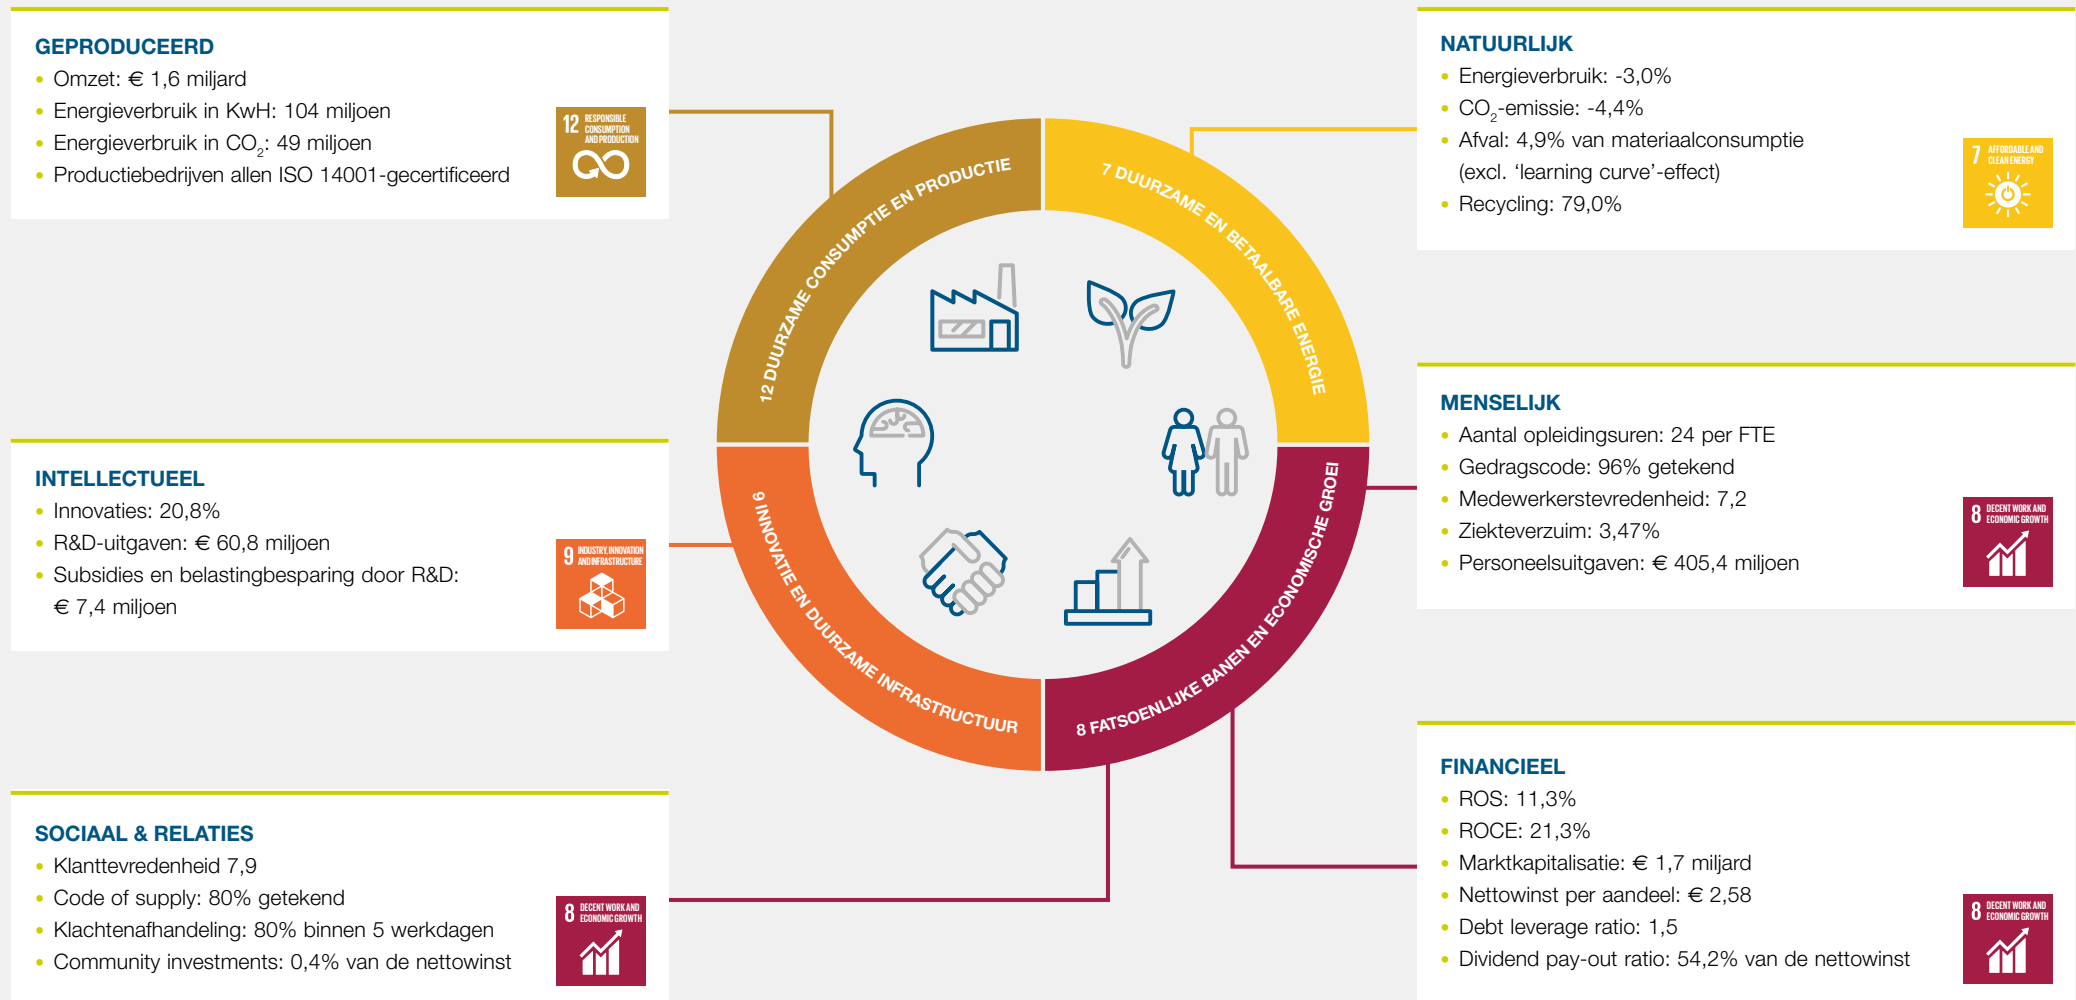 GEPRODUCEERD
• Omzet: € 1,6 miljard
• Energieverbruik in KwH: 104 miljoen
• Energieverbruik in CO₂: 49 miljoen
• Productiebedrijven allen ISO 14001-gecertificeerd
12 RESPONSIBLE
CONSUMPTION
AND PRODUCTION
INTELLECTUEEL
• Innovaties: 20,8%
• R&D-uitgaven: € 60,8 miljoen
• Subsidies en belastingbesparing door R&D:
€ 7,4 miljoen
9 INDUSTRY, INNOVATION
AND INFRASTRUCTURE
SOCIAAL & RELATIES
• Klanttevredenheid 7,9
• Code of supply: 80% getekend
• Klachtenafhandeling: 80% binnen 5 werkdagen
• Community investments: 0,4% van de nettowinst
8 DECENT WORK AND
ECONOMIC GROWTH
12 DUURZAME CONSUMPTIE EN PRODUCTIE
7 DUURZAME EN BETAALBARE ENERGIE
9 INNOVATIE EN DUURZAME INFRASTRUCTUUR
8 FATSOENLIJKE BANEN EN ECONOMISCHE GROEI
NATUURLIJK
• Energieverbruik: -3,0%
• CO₂-emissie: -4,4%
• Afval: 4,9% van materiaalconsumptie
(excl. ‘learning curve’-effect)
• Recycling: 79,0%
7 AFFORDABLE AND
CLEAN ENERGY
MENSELIJK
• Aantal opleidingsuren: 24 per FTE
• Gedragscode: 96% getekend
• Medewerkerstevredenheid: 7,2
• Ziekteverzuim: 3,47%
• Personeelsuitgaven: € 405,4 miljoen
8 DECENT WORK AND
ECONOMIC GROWTH
FINANCIEEL
• ROS: 11,3%
• ROCE: 21,3%
• Marktkapitalisatie: € 1,7 miljard
• Nettowinst per aandeel: € 2,58
• Debt leverage ratio: 1,5
• Dividend pay-out ratio: 54,2% van de nettowinst
8 DECENT WORK AND
ECONOMIC GROWTH